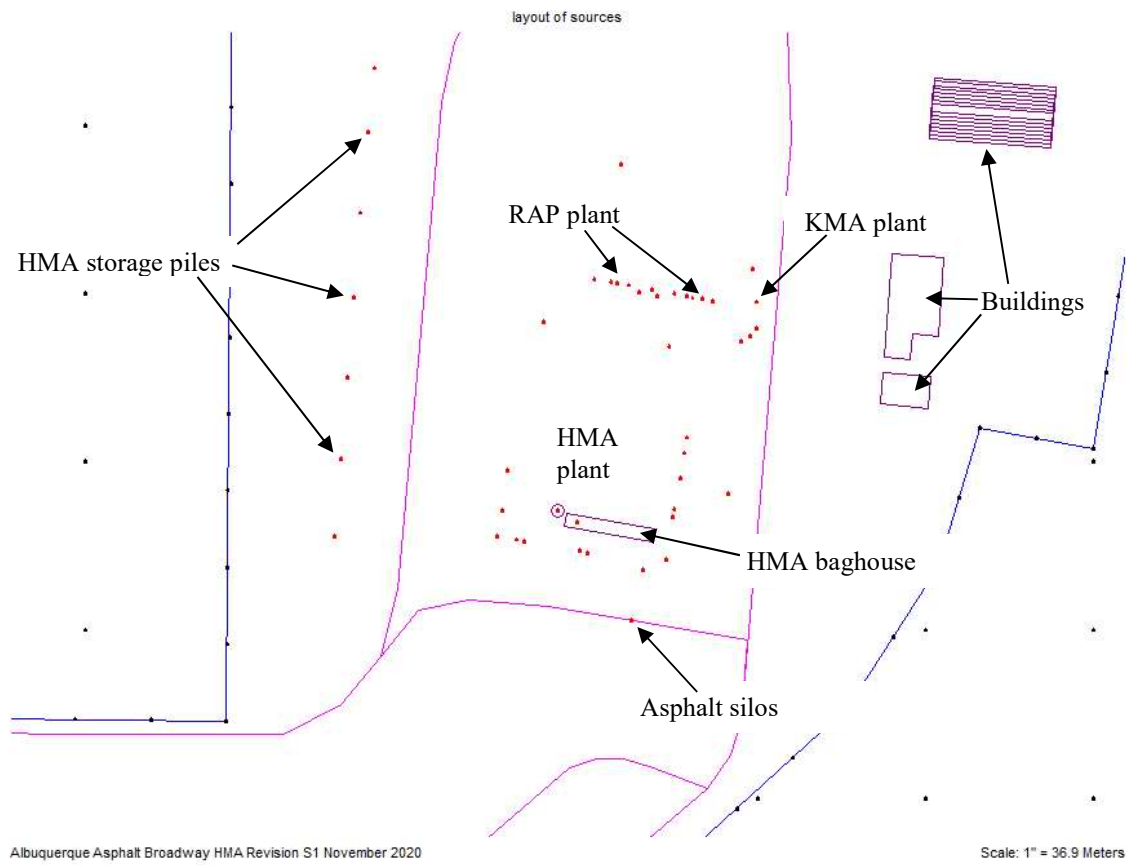 layout of sources
RAP plant
KMA plant
HMA storage piles
Buildings
HMA
plant
HMA baghouse
Asphalt silos
Albuquerque Asphalt Broadway HMA Revision S1 November 2020
Scale: 1" = 36.9 Meters